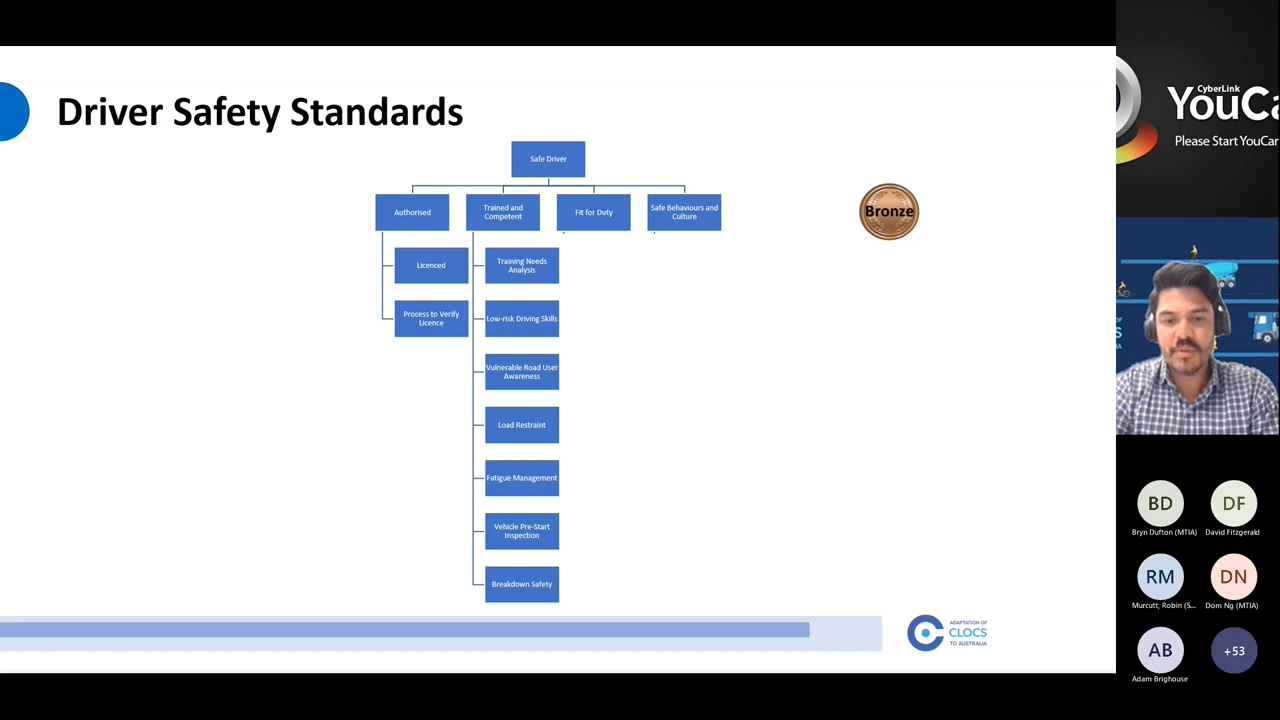 Driver Safety Standards
Safe Driver
Authorised
Trained and
Competent
Fit for Duty
Safe Behaviours and
Culture
Bronze
Licenced
Process to Verify
Licence
Training Needs
Analysis
Low-risk Driving Skills
Vulnerable Road User
Awareness
Load Restraint
Fatigue Management
Vehicle Pre-Start
Inspection
Breakdown Safety
ADAPTATION OF
CLOCS
TO AUSTRALIA
CyberLink
YouCa
Please Start YouCar
BD
Bryn Dufton (MTIA)
DF
David Fitzgerald
RM
Murcutt, Robin (S...
DN
Dom Ng (MTIA)
AB
Adam Brighouse
+53